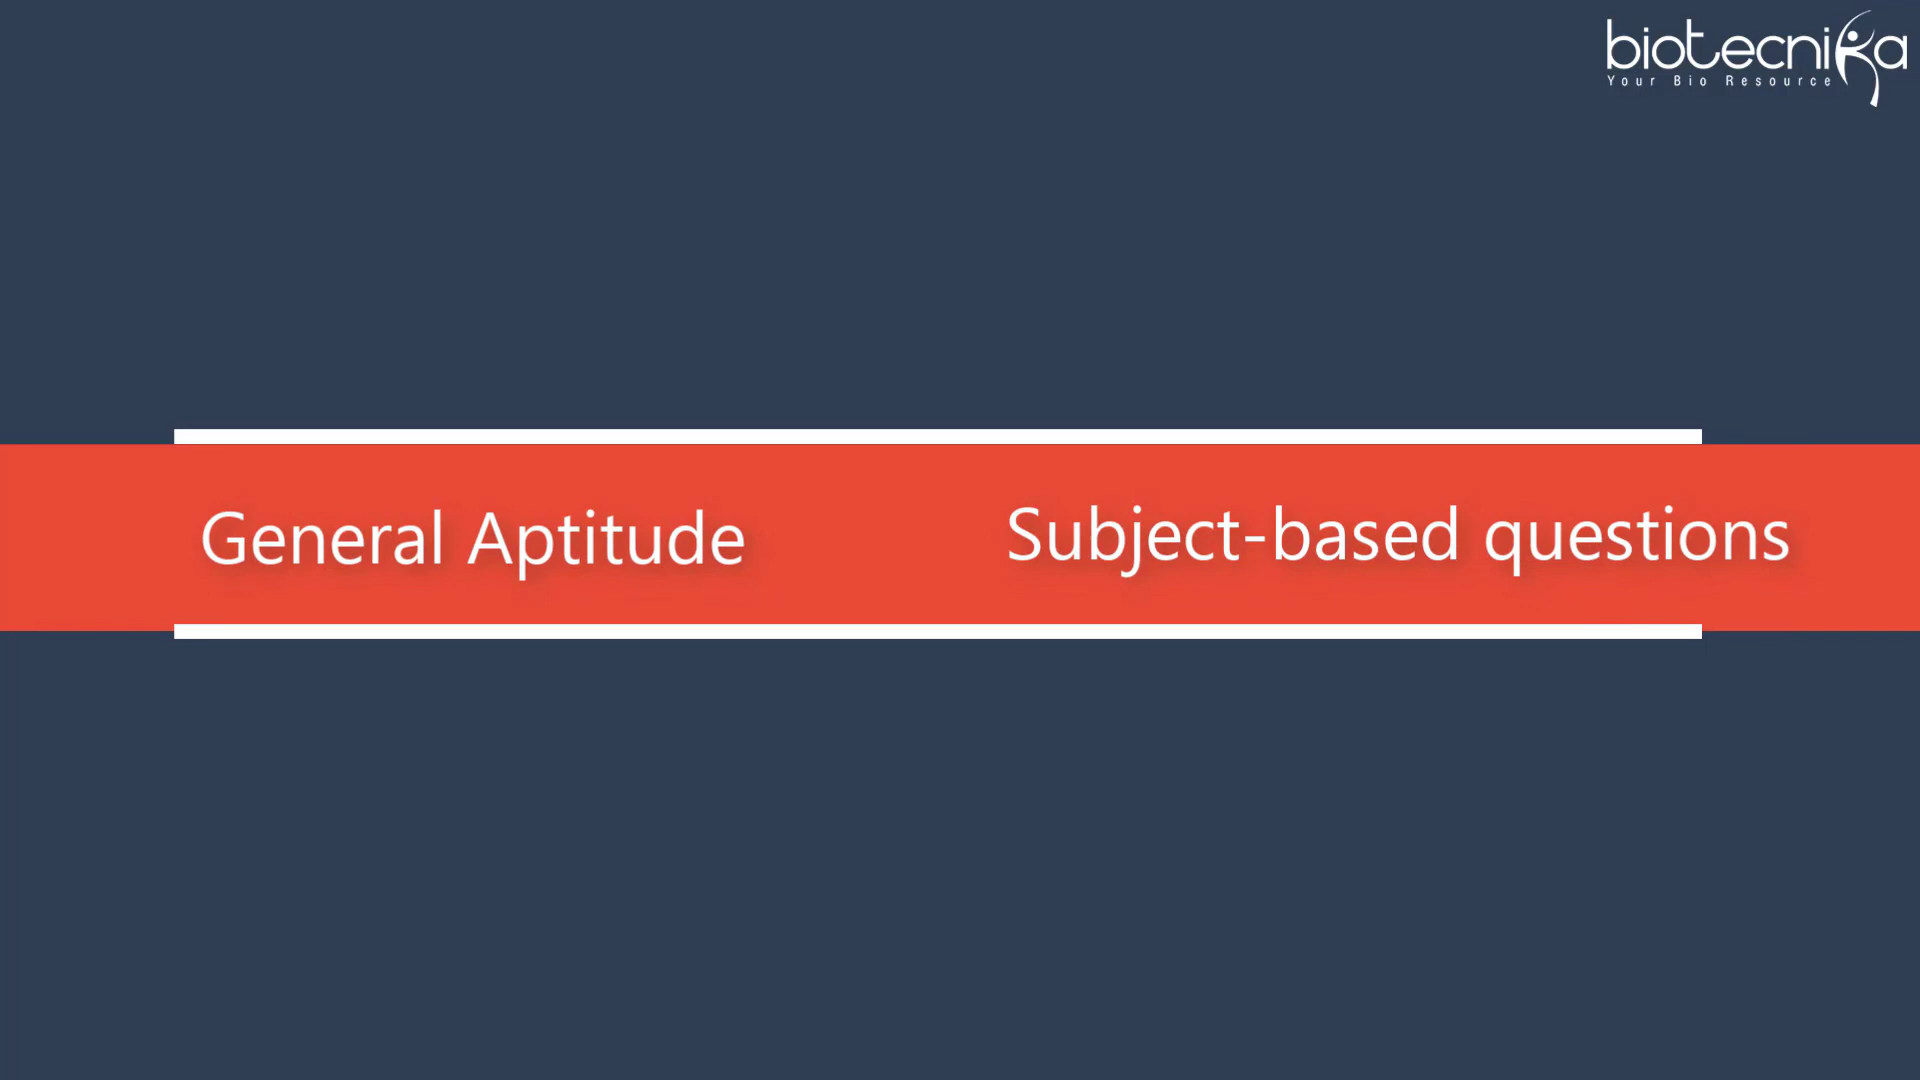 biotecnika
Your Bio Resource
General Aptitude
Subject-based questions